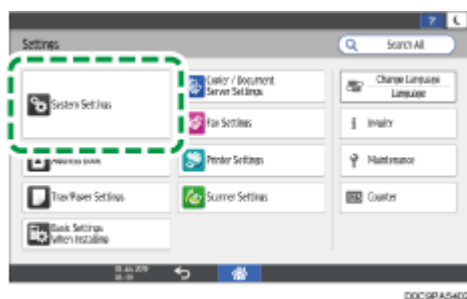 ?
Settings
Search All
System Settings
Copier / Document
Server Settings
Change Language
Language
Fax Settings
Inquiry
Address Book
Printer Settings
Maintenance
Tray/Paper Settings
Scanner Settings
Counter
Basic Settings
When Installing